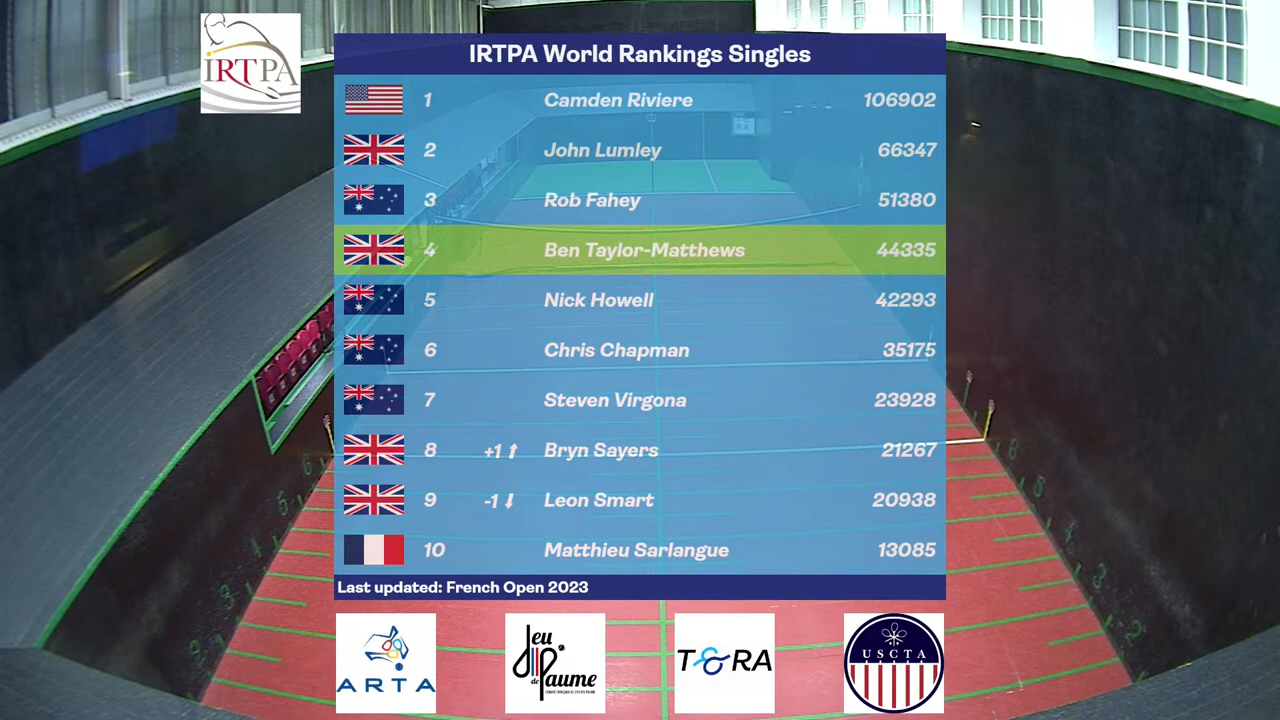 IRTPA
IRTPA World Rankings Singles
1 Camden Riviere 106902
2 John Lumley 66347
3 Rob Fahey 51380
4 Ben Taylor-Matthews 44335
5 Nick Howell 42293
6 Chris Chapman 35175
7 Steven Virgona 23928
8 +1 ⬆ Bryn Sayers 21267
9 -1 ⬇ Leon Smart 20938
10 Matthieu Sarlangue 13085
Last updated: French Open 2023
ARTA
Jeu
de Paume
T&RA
USCTA